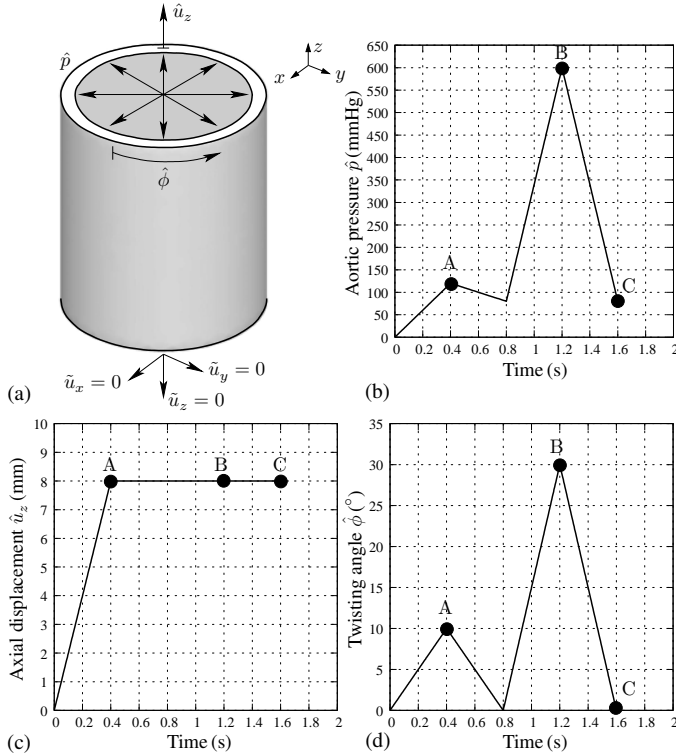 û_z
p̂
z
x
y
ϕ̂
ũ_x = 0
ũ_y = 0
ũ_z = 0
(a)
Aortic pressure p̂ (mmHg)
650
600
550
500
450
400
350
300
250
200
150
100
50
0
A
B
C
0 0.2 0.4 0.6 0.8 1 1.2 1.4 1.6 1.8 2
Time (s)
(b)
Axial displacement û_z (mm)
10
9
8
7
6
5
4
3
2
1
0
A
B
C
0 0.2 0.4 0.6 0.8 1 1.2 1.4 1.6 1.8 2
Time (s)
(c)
Twisting angle ϕ̂ (°)
35
30
25
20
15
10
5
0
A
B
C
0 0.2 0.4 0.6 0.8 1 1.2 1.4 1.6 1.8 2
Time (s)
(d)